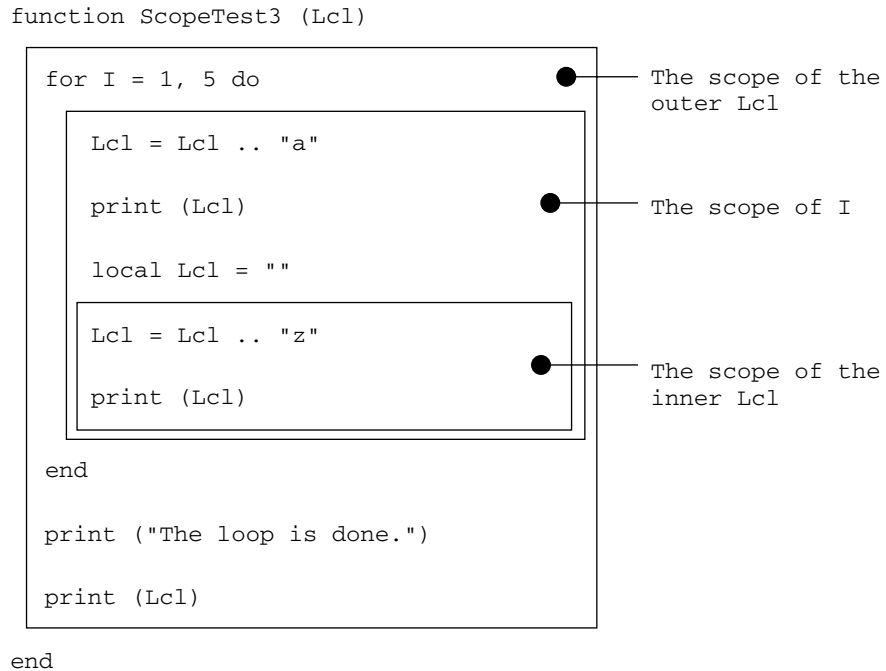 function ScopeTest3 (Lcl)
for I = 1, 5 do
The scope of the
outer Lcl
Lcl = Lcl .. "a"
print (Lcl)
The scope of I
local Lcl = ""
Lcl = Lcl .. "z"
The scope of the
inner Lcl
print (Lcl)
end
print ("The loop is done.")
print (Lcl)
end